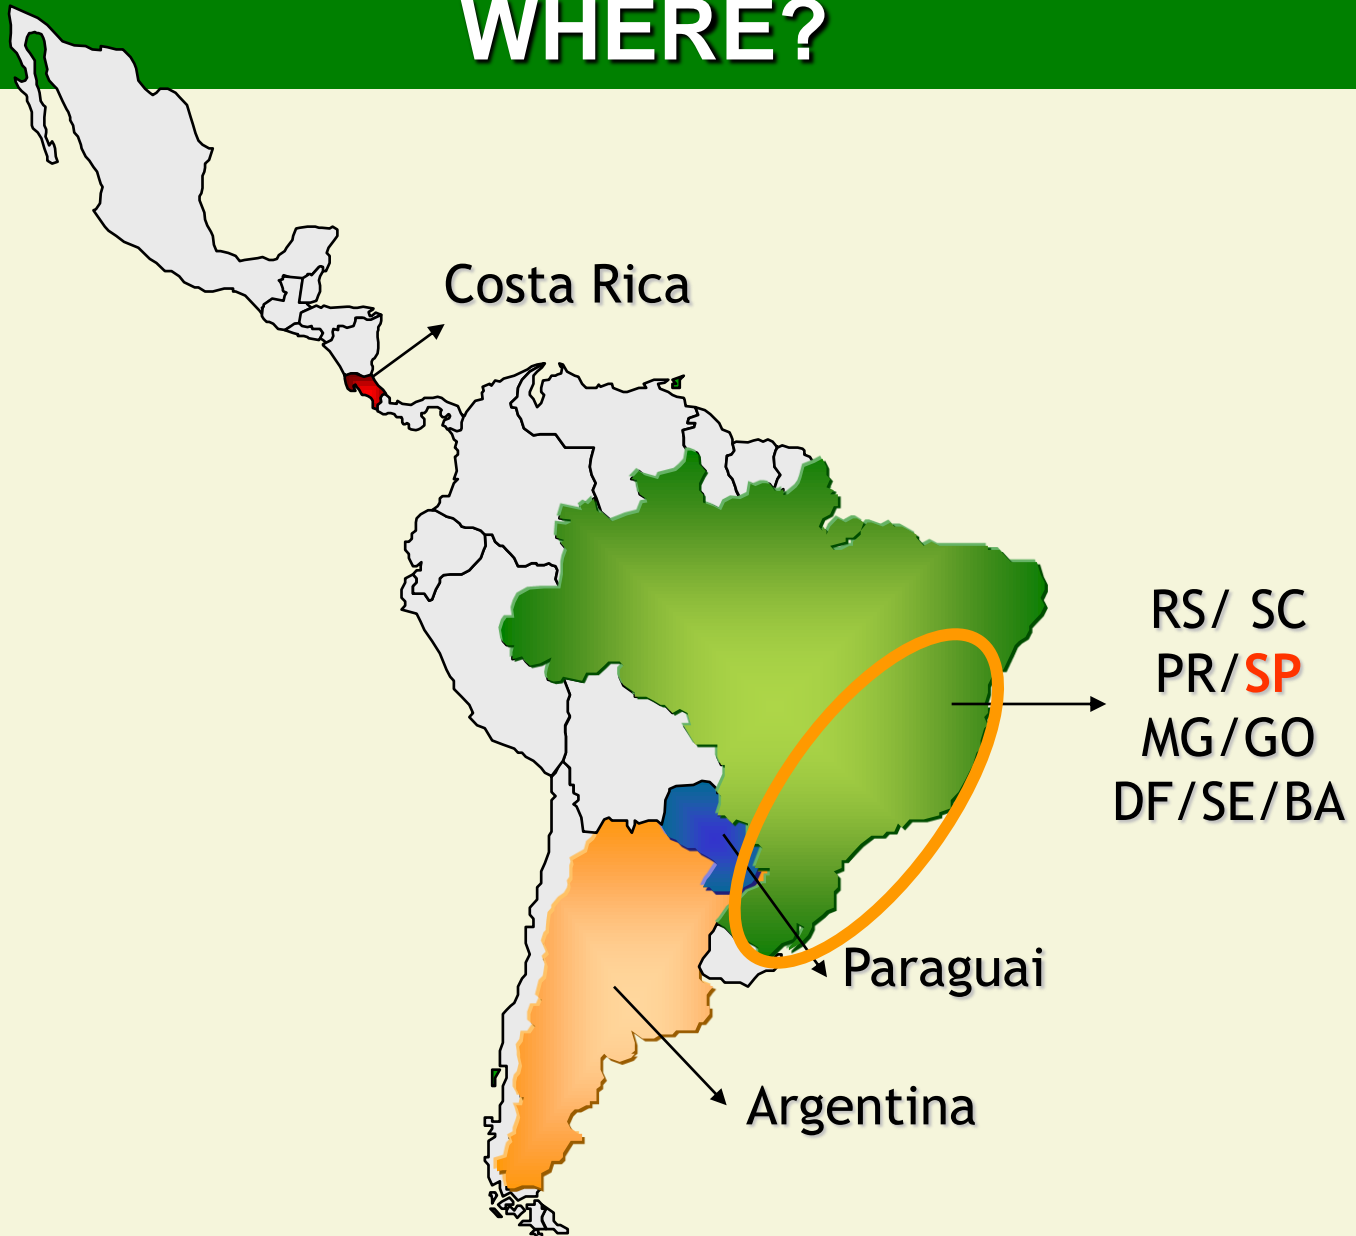 WHERE?
Costa Rica
RS/ SC
PR/SP
MG/GO
DF/SE/BA
Paraguai
Argentina